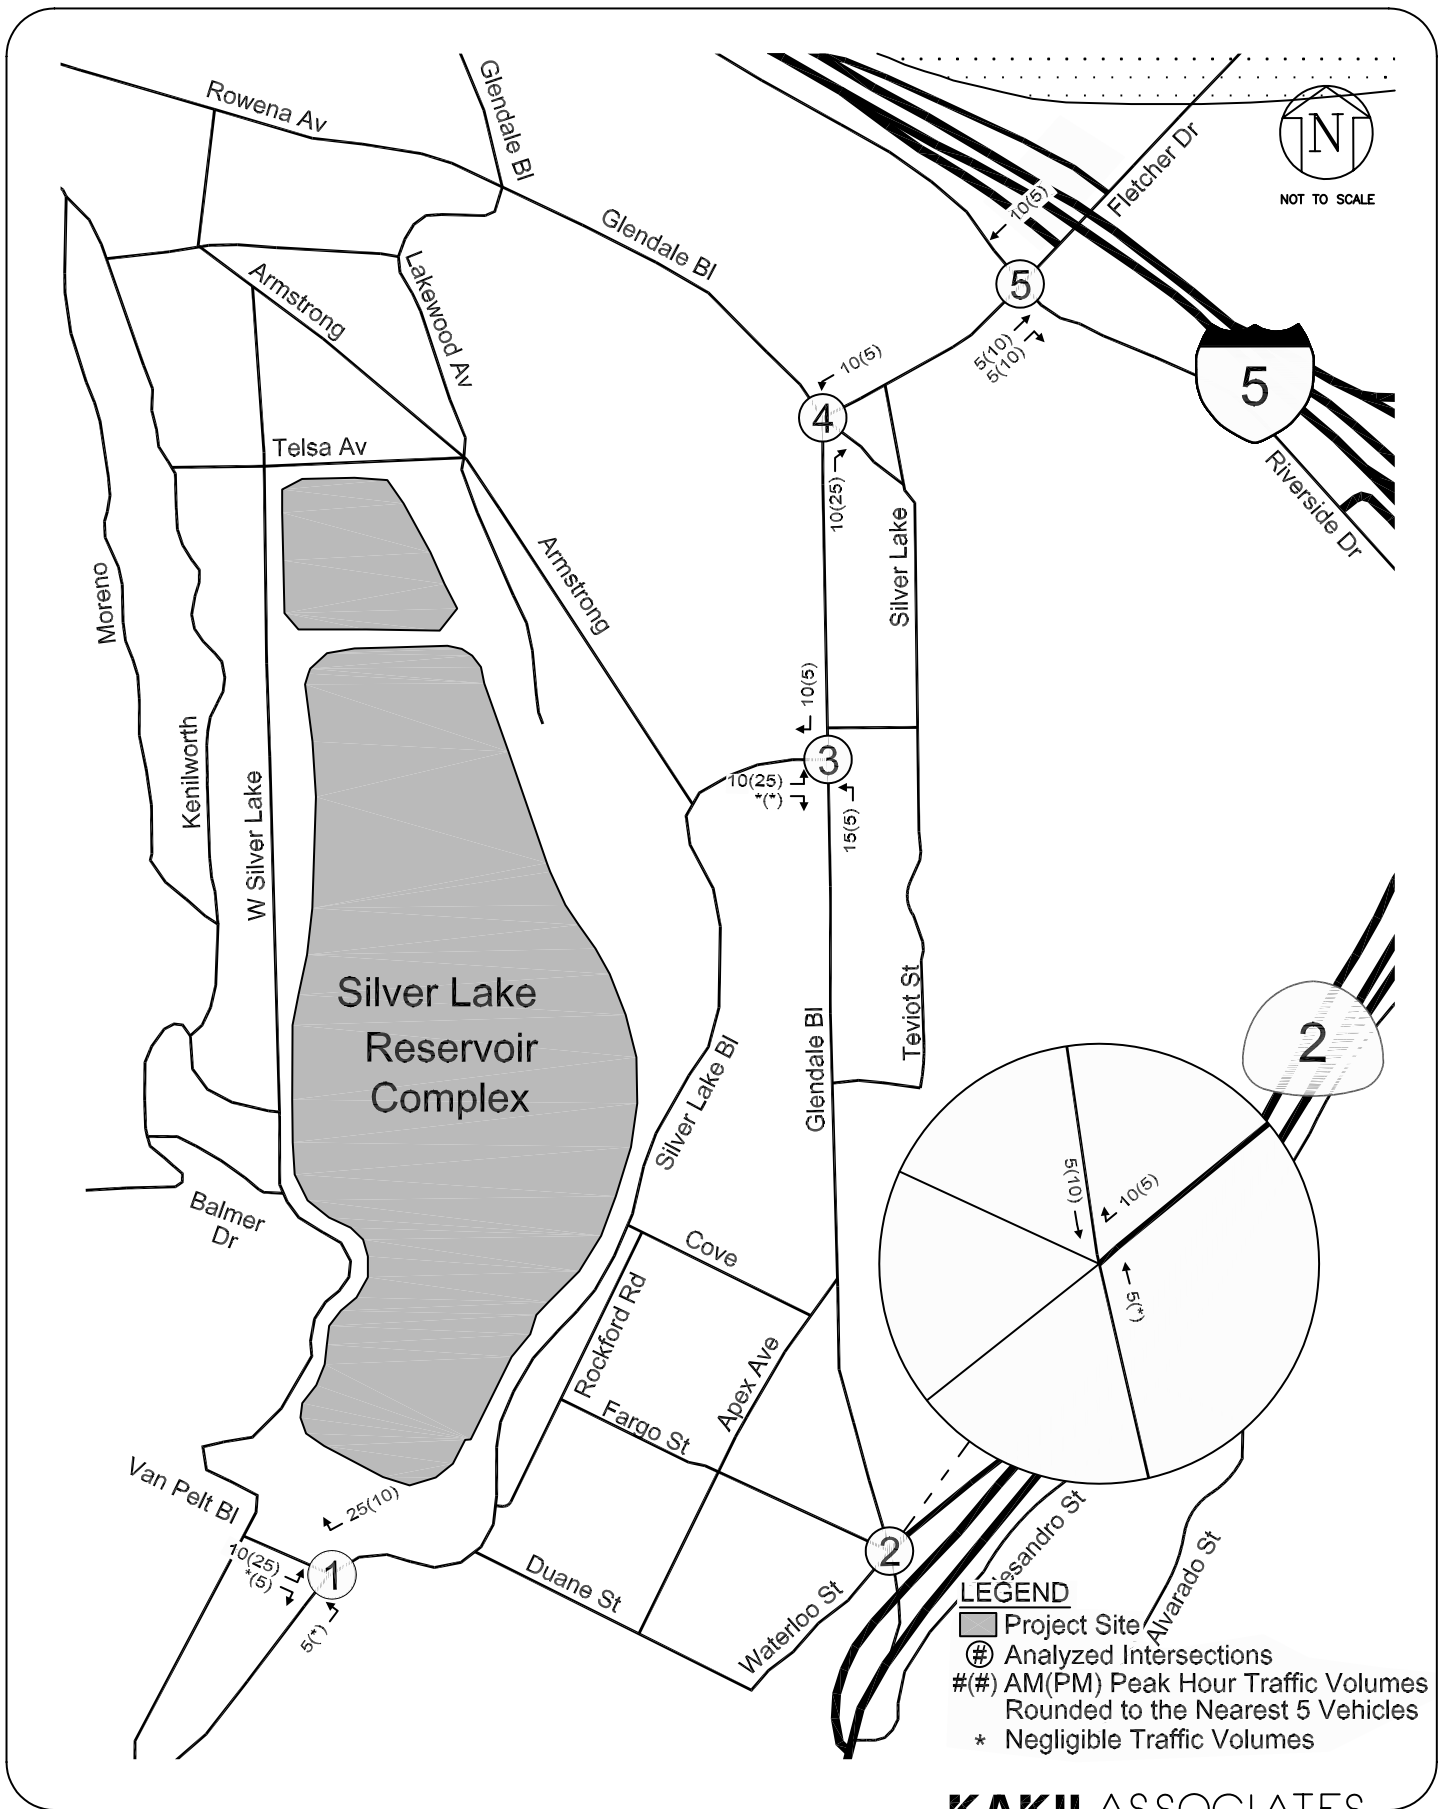 Rowena Av
Glendale Bl
N
NOT TO SCALE
Fletcher Dr
10(5)
Glendale Bl
Armstrong
Lakewood Av
5
5(10)
5(10)
10(5)
4
5
Telsa Av
10(25)
Riverside Dr
Silver Lake
Moreno
Armstrong
10(5)
Kenilworth
W Silver Lake
3
10(25)
*(*)
15(5)
Silver Lake
Reservoir
Complex
Teviot St
Glendale Bl
2
Silver Lake Bl
5(10)
10(5)
5(*)
Balmer
Dr
Cove
Rockford Rd
Apex Ave
Fargo St
Van Pelt Bl
25(10)
10(25)
*(5)
1
5(*)
Duane St
2
Waterloo St
esandro St
Alvarado St
LEGEND
Project Site
# Analyzed Intersections
#(#) AM(PM) Peak Hour Traffic Volumes
Rounded to the Nearest 5 Vehicles
* Negligible Traffic Volumes
KAKU ASSOCIATES